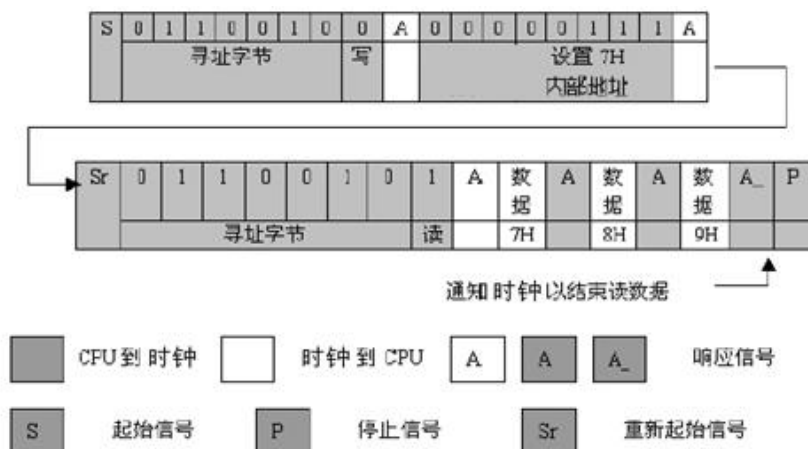 S 0 1 1 0 0 1 0 0 A 0 0 0 0 0 1 1 1 A
寻址字节 写 设置 7H
内部地址
Sr 0 1 1 0 0 1 0 1 A 数据 A 数据 A 数据 A_ P
寻址字节 读 7H 8H 9H
通知时钟以结束读数据
CPU到时钟 时钟到CPU A A A_ 响应信号
S 起始信号 P 停止信号 Sr 重新起始信号